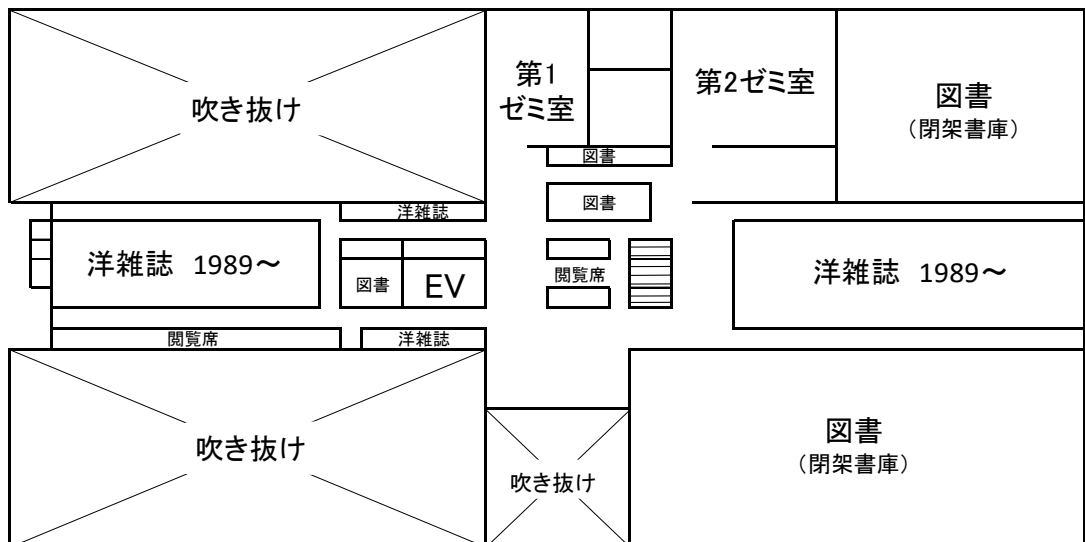 吹き抜け
第1
ゼミ室
第2ゼミ室
図書
（閉架書庫）
図書
図書
洋雑誌
洋雑誌 1989～
図書
EV
閲覧席
洋雑誌 1989～
閲覧席
洋雑誌
吹き抜け
吹き抜け
図書
（閉架書庫）